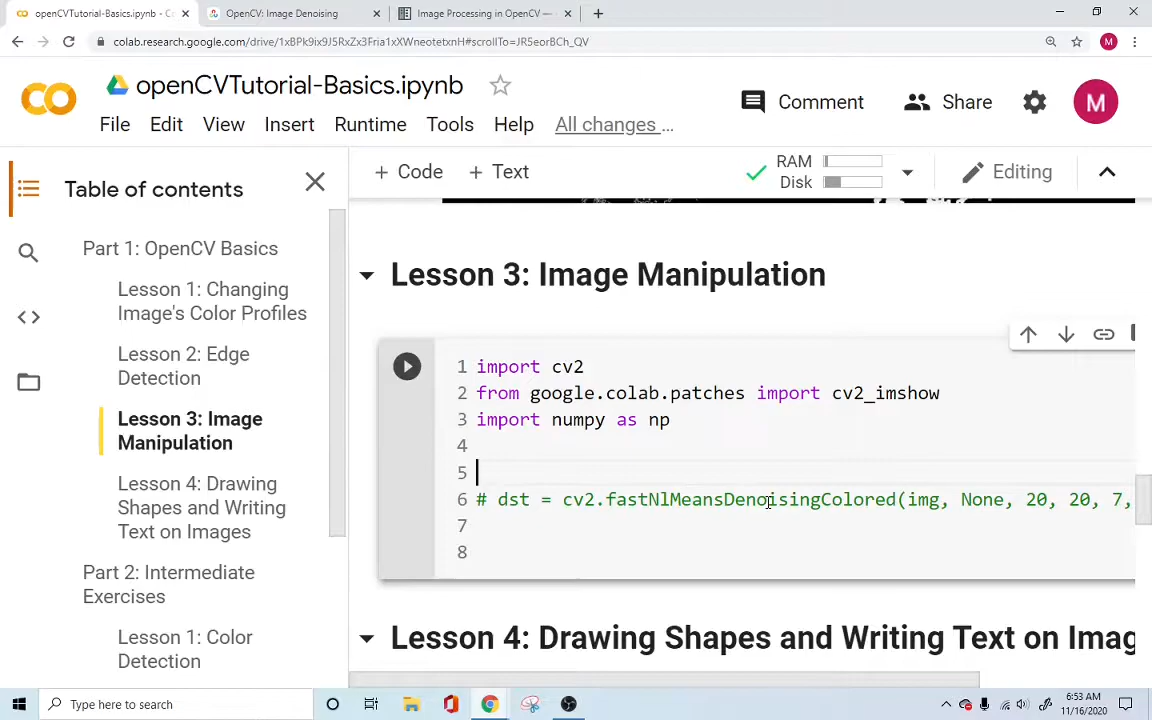 openCVTutorial-Basics.ipynb - C
OpenCV: Image Denoising
Image Processing in OpenCV —
colab.research.google.com/drive/1xBPk9ix9J5RxZx3Fria1xXWneotetxnH#scrollTo=JR5eorBCh_QV
M
openCVTutorial-Basics.ipynb
Comment
Share
M
File Edit View Insert Runtime Tools Help All changes …
Table of contents
Part 1: OpenCV Basics
Lesson 1: Changing
Image's Color Profiles
Lesson 2: Edge
Detection
Lesson 3: Image
Manipulation
Lesson 4: Drawing
Shapes and Writing
Text on Images
Part 2: Intermediate
Exercises
Lesson 1: Color
Detection
+ Code + Text
RAM
Disk
Editing
Lesson 3: Image Manipulation
1 import cv2
2 from google.colab.patches import cv2_imshow
3 import numpy as np
4
5
6 # dst = cv2.fastNlMeansDenoisingColored(img, None, 20, 20, 7,
7
8
Lesson 4: Drawing Shapes and Writing Text on Imag
Type here to search
6:53 AM
11/16/2020